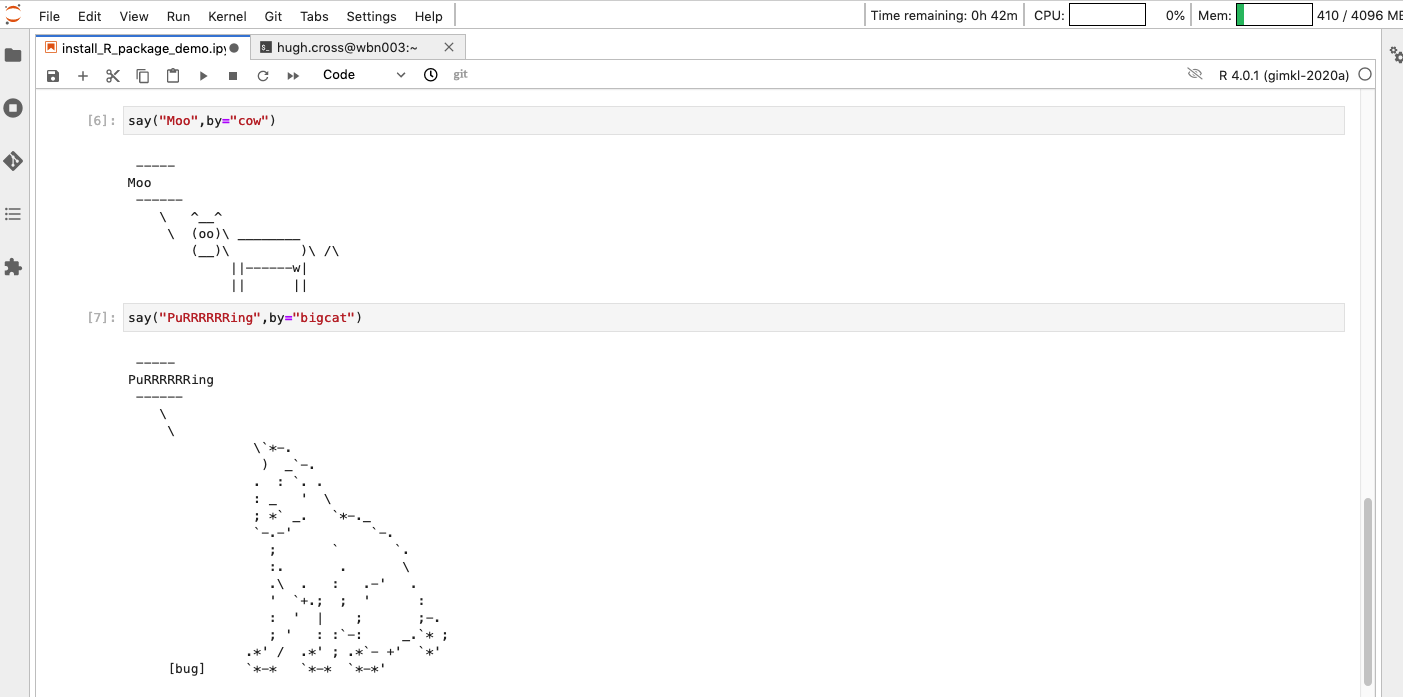 File Edit View Run Kernel Git Tabs Settings Help Time remaining: 0h 42m CPU: 0% Mem: 410 / 4096 MB
install_R_package_demo.ipy hugh.cross@wbn003:~
Code git R 4.0.1 (gimkl-2020a)
[6]: say("Moo",by="cow")
 -----
Moo
 ------
    \   ^__^
     \  (oo)\ ________
        (__)\         )\ /\
             ||------w|
             ||      ||
[7]: say("PuRRRRRRing",by="bigcat")
 -----
PuRRRRRRing
 ------
    \
     \
                \`*-.
                 )  _`-.
                .  : `. .
                : _   '  \
                ; *` _.   `*-._
                `-.-'          `-.
                  ;       `       `.
                  :.       .       \
                  .\  .   :   .-'   .
                  '  `+.;  ;  '      :
                  :  '  |    ;       ;-.
                  ; '   : :`-:     _.`* ;
               .*' /  .*' ; .*`- +'  `*'
     [bug]     `*-*   `*-*  `*-*'